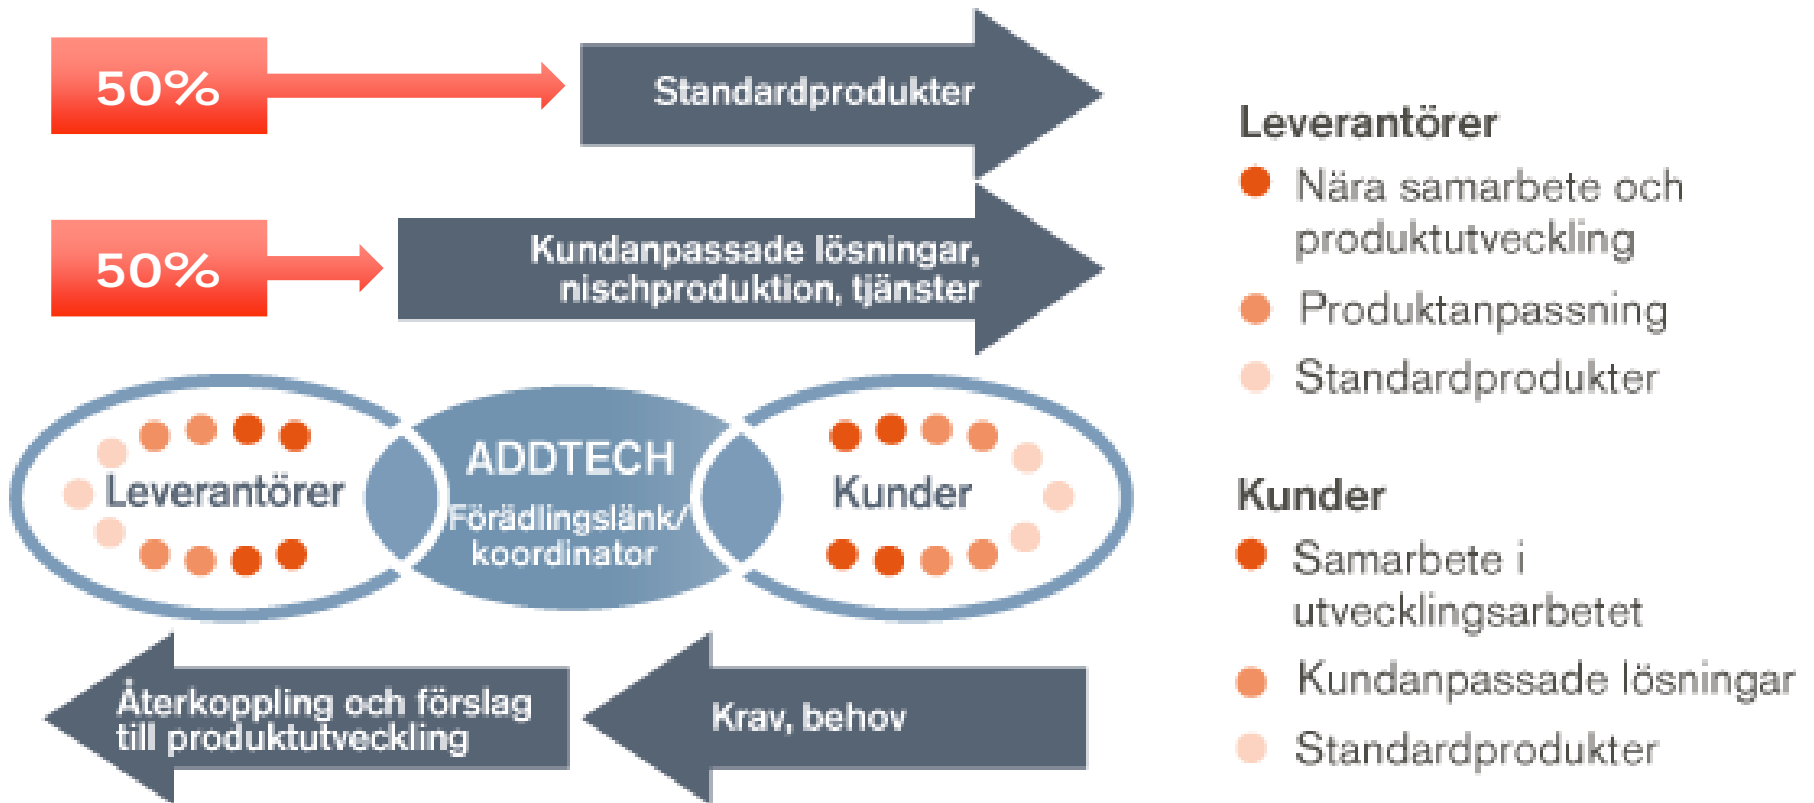 50%
Standardprodukter
50%
Kundanpassade lösningar,
nischproduktion, tjänster
Leverantörer
ADDTECH
Förädlingslänk/
koordinator
Kunder
Återkoppling och förslag
till produktutveckling
Krav, behov
Leverantörer
Nära samarbete och
produktutveckling
Produktanpassning
Standardprodukter
Kunder
Samarbete i
utvecklingsarbetet
Kundanpassade lösningar
Standardprodukter